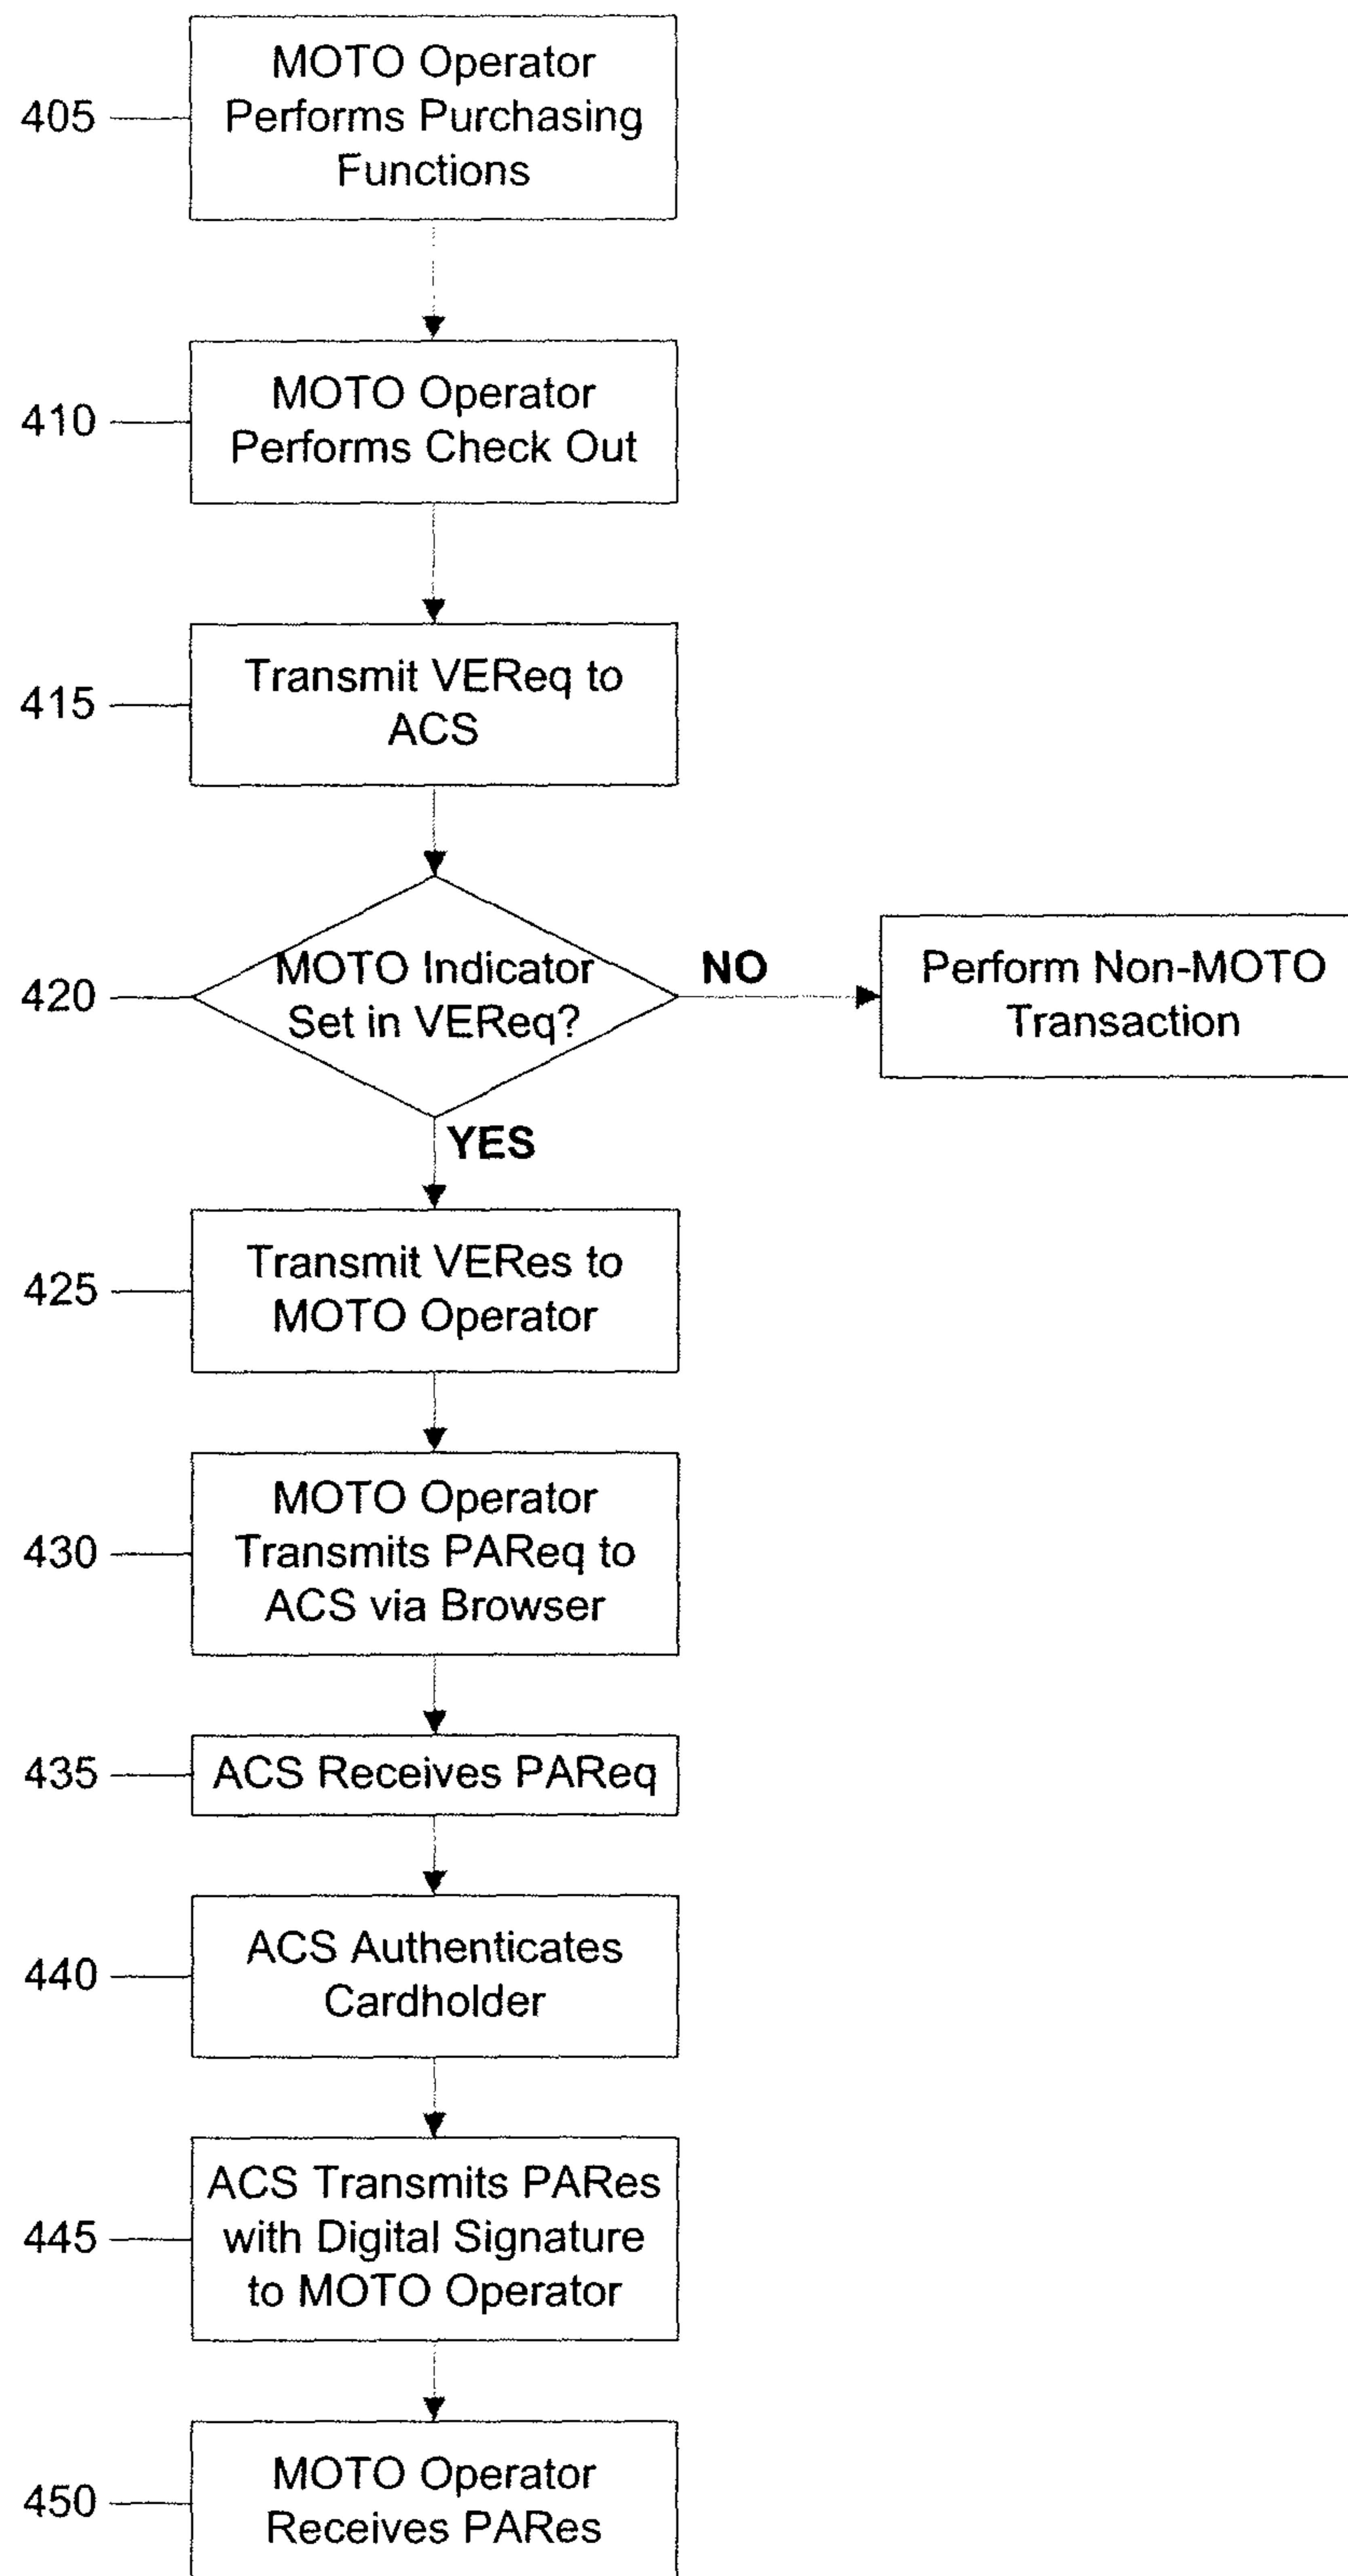 405
MOTO Operator
Performs Purchasing
Functions
410
MOTO Operator
Performs Check Out
415
Transmit VEReq to
ACS
420
MOTO Indicator
Set in VEReq?
NO
Perform Non-MOTO
Transaction
YES
425
Transmit VERes to
MOTO Operator
430
MOTO Operator
Transmits PAReq to
ACS via Browser
435
ACS Receives PAReq
440
ACS Authenticates
Cardholder
445
ACS Transmits PARes
with Digital Signature
to MOTO Operator
450
MOTO Operator
Receives PARes